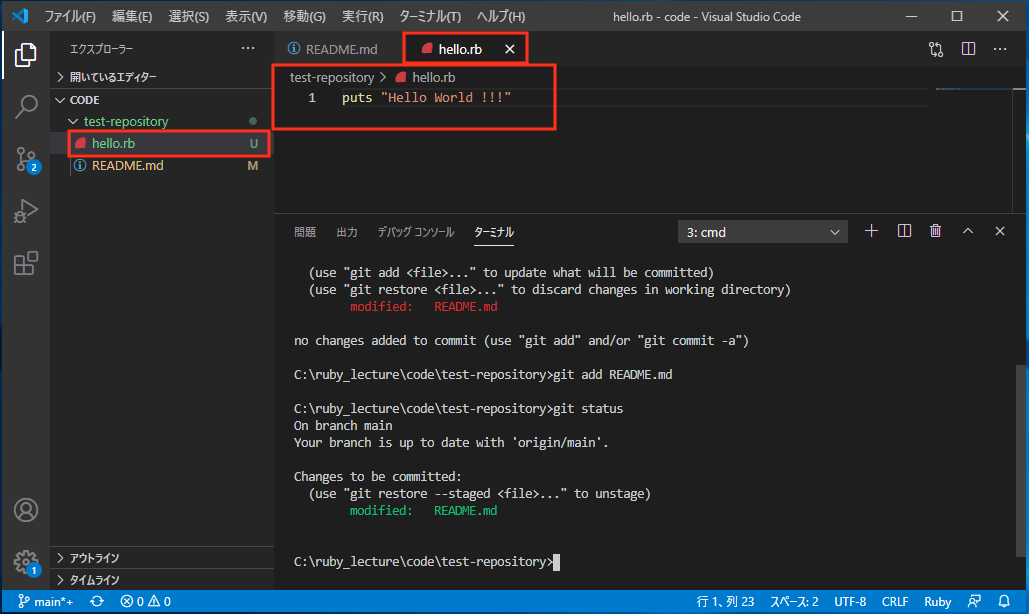 ファイル(F) 編集(E) 選択(S) 表示(V) 移動(G) 実行(R) ターミナル(T) ヘルプ(H) hello.rb - code - Visual Studio Code
エクスプローラー ···
README.md hello.rb
開いているエディター
test-repository > hello.rb
CODE
1 puts "Hello World !!!"
test-repository
hello.rb U
README.md M
2
問題 出力 デバッグ コンソール ターミナル 3: cmd
(use "git add <file>..." to update what will be committed)
(use "git restore <file>..." to discard changes in working directory)
modified: README.md
no changes added to commit (use "git add" and/or "git commit -a")
C:\ruby_lecture\code\test-repository>git add README.md
C:\ruby_lecture\code\test-repository>git status
On branch main
Your branch is up to date with 'origin/main'.
Changes to be committed:
(use "git restore --staged <file>..." to unstage)
modified: README.md
C:\ruby_lecture\code\test-repository>
アウトライン
タイムライン
1
main*+ 0 0 行 1、列 23 スペース: 2 UTF-8 CRLF Ruby